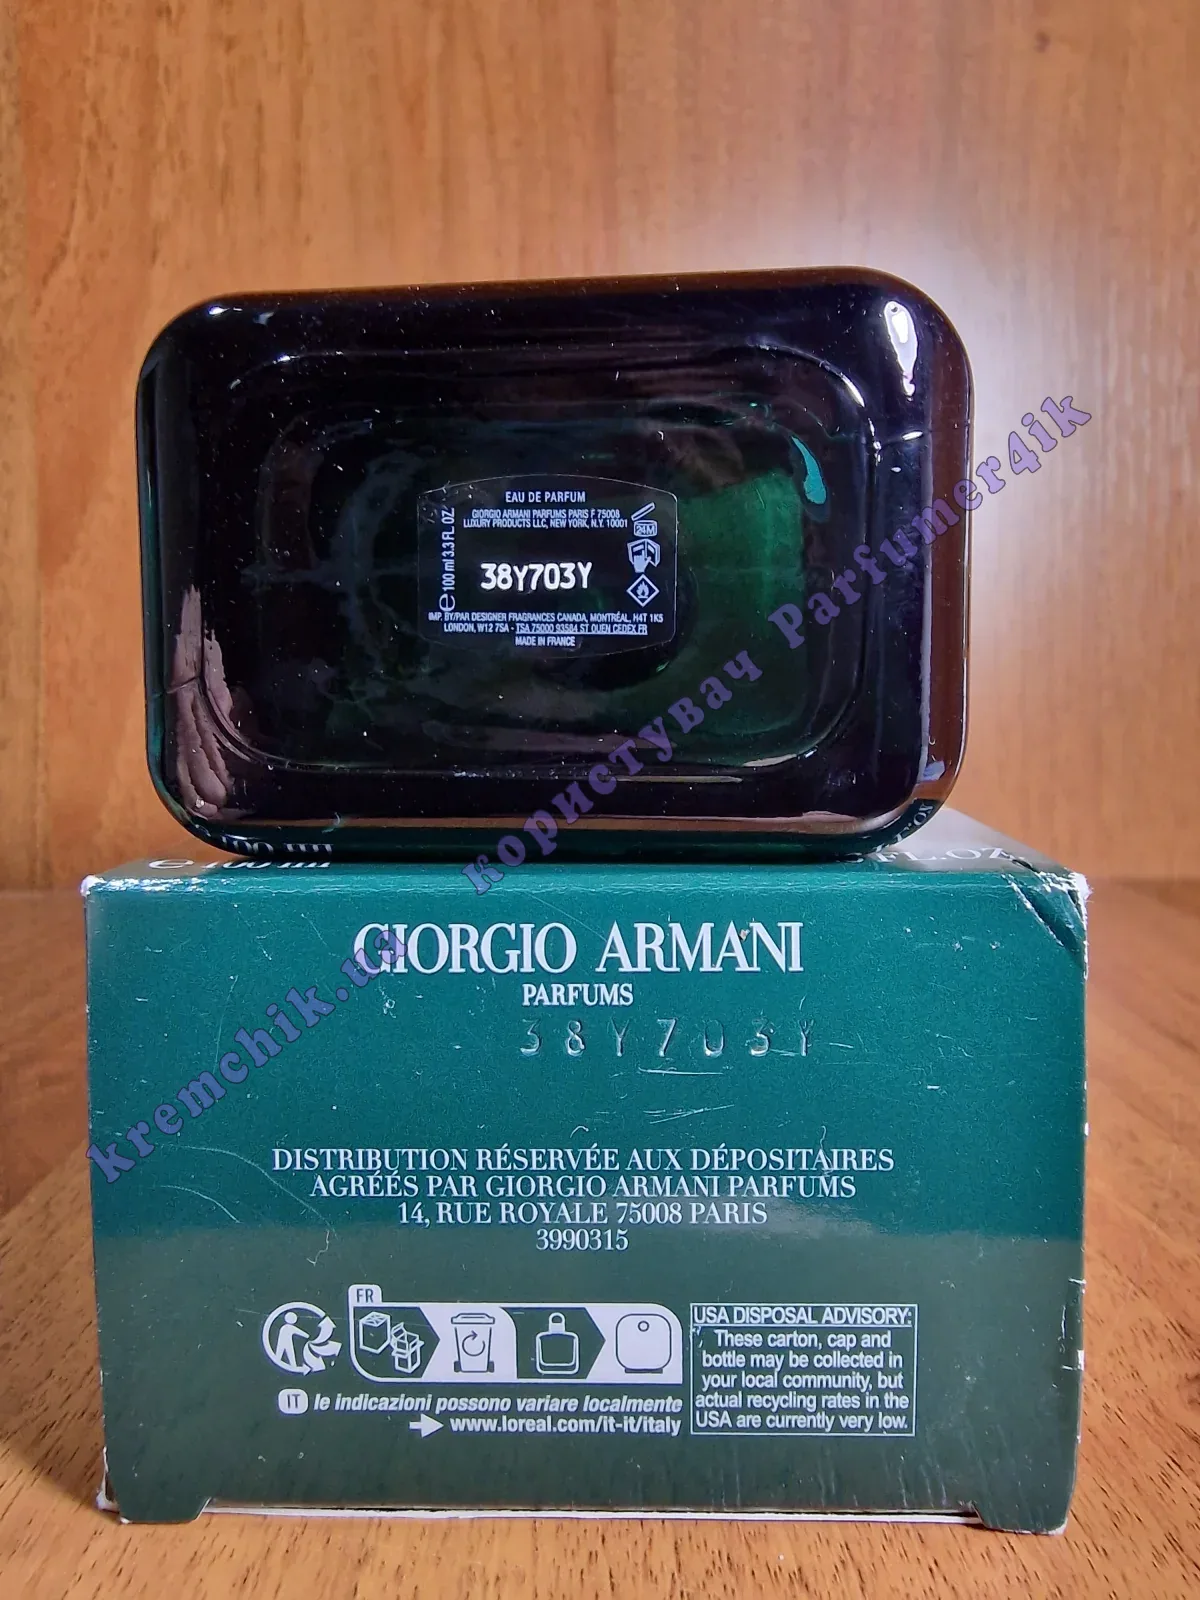 EAU DE PARFUM
GIORGIO ARMANI PARFUMS PARIS F 75008
LUXURY PRODUCTS LLC, NEW YORK, N.Y. 10001
e 100 ml 3.3 FL. OZ.
24M
38Y703Y
IMP. BY/PAR DESIGNER FRAGRANCES CANADA, MONTRÉAL, H4T 1K5
LONDON, W12 7SA - TSA 75000 93584 ST OUEN CEDEX FR
MADE IN FRANCE
e 100 ml
FL.OZ.
GIORGIO ARMANI
PARFUMS
38Y703Y
DISTRIBUTION RÉSERVÉE AUX DÉPOSITAIRES
AGRÉÉS PAR GIORGIO ARMANI PARFUMS
14, RUE ROYALE 75008 PARIS
3990315
FR
IT le indicazioni possono variare localmente
www.loreal.com/it-it/italy
USA DISPOSAL ADVISORY:
These carton, cap and
bottle may be collected in
your local community, but
actual recycling rates in the
USA are currently very low.
kremchik.ua користувач Parfumer4ik